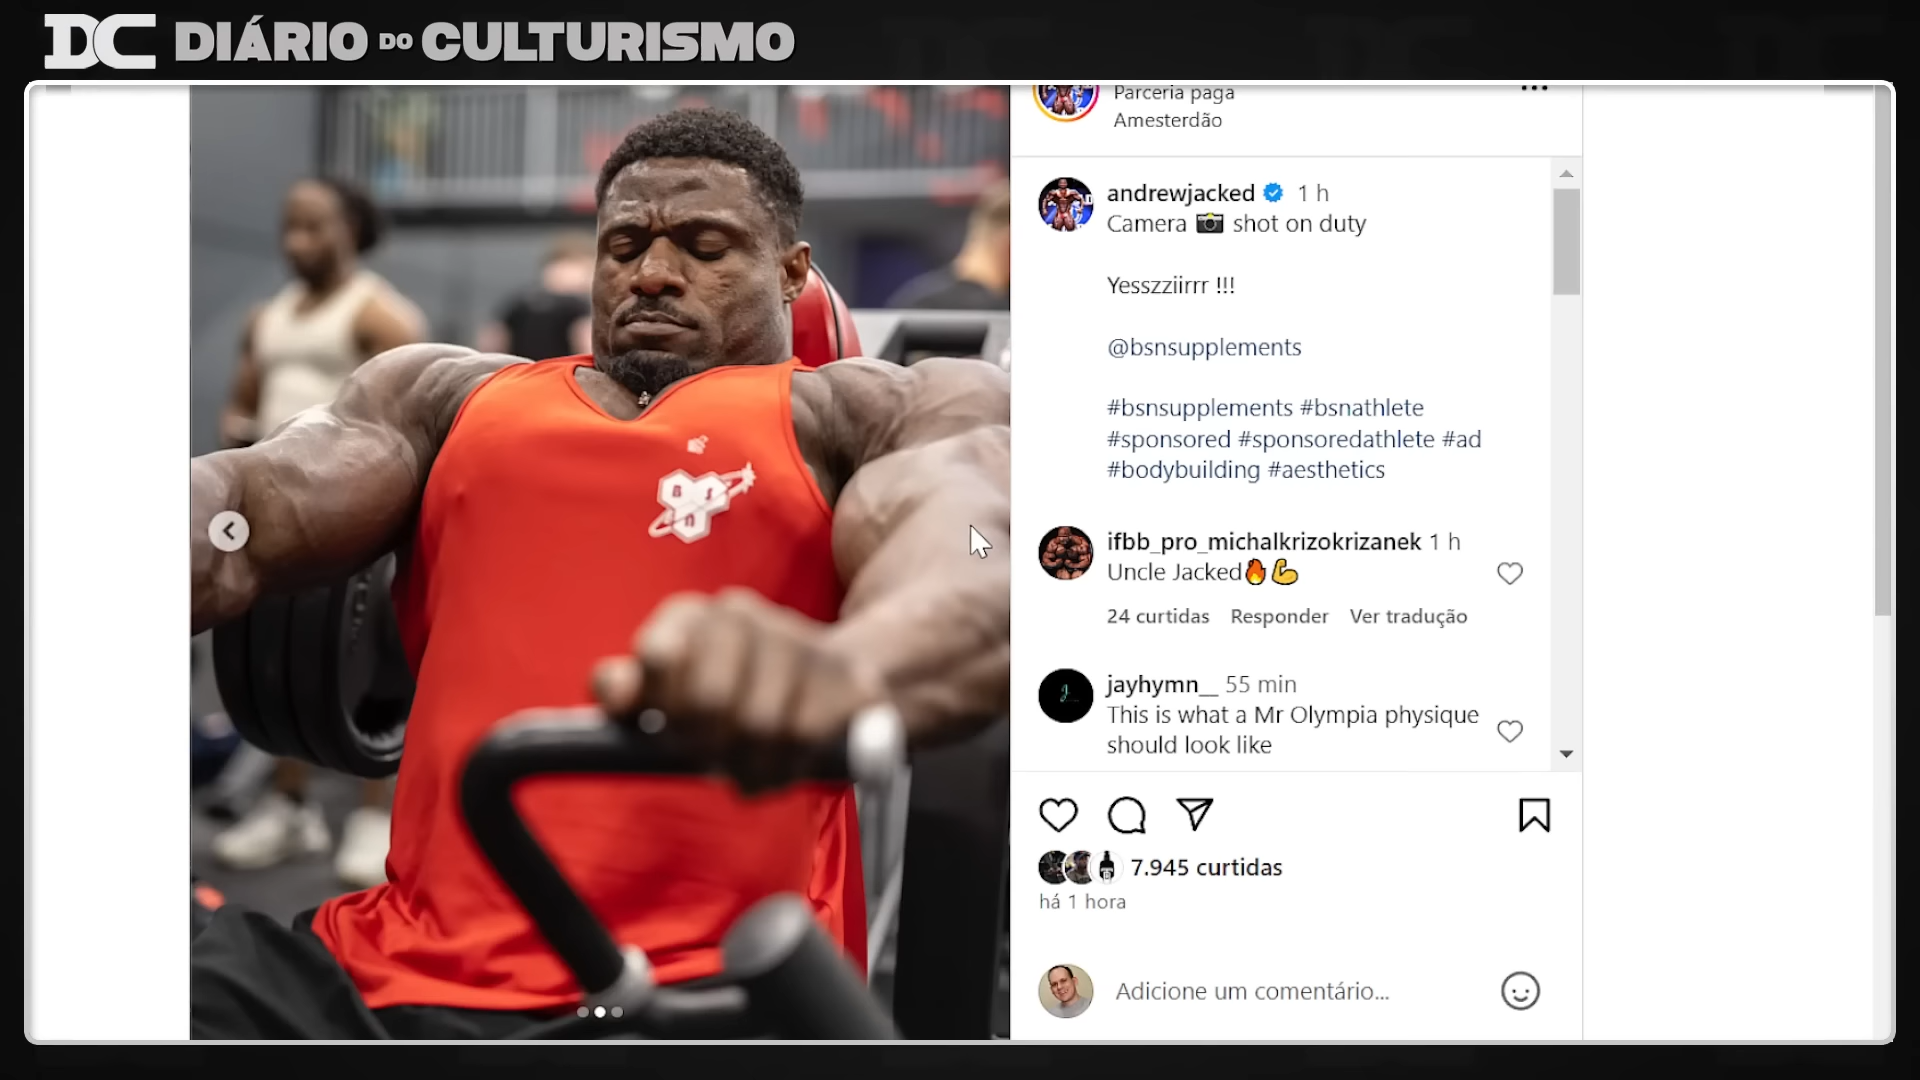 DC DIÁRIO DO CULTURISMO
Parceria paga
Amesterdão
andrewjacked 1 h
Camera 📷 shot on duty
Yesszziirrr !!!
@bsnsupplements
#bsnsupplements #bsnathlete
#sponsored #sponsoredathlete #ad
#bodybuilding #aesthetics
ifbb_pro_michalkrizokrizanek 1 h
Uncle Jacked🔥💪
24 curtidas Responder Ver tradução
jayhymn__ 55 min
This is what a Mr Olympia physique
should look like
7.945 curtidas
há 1 hora
Adicione um comentário...
B S
n